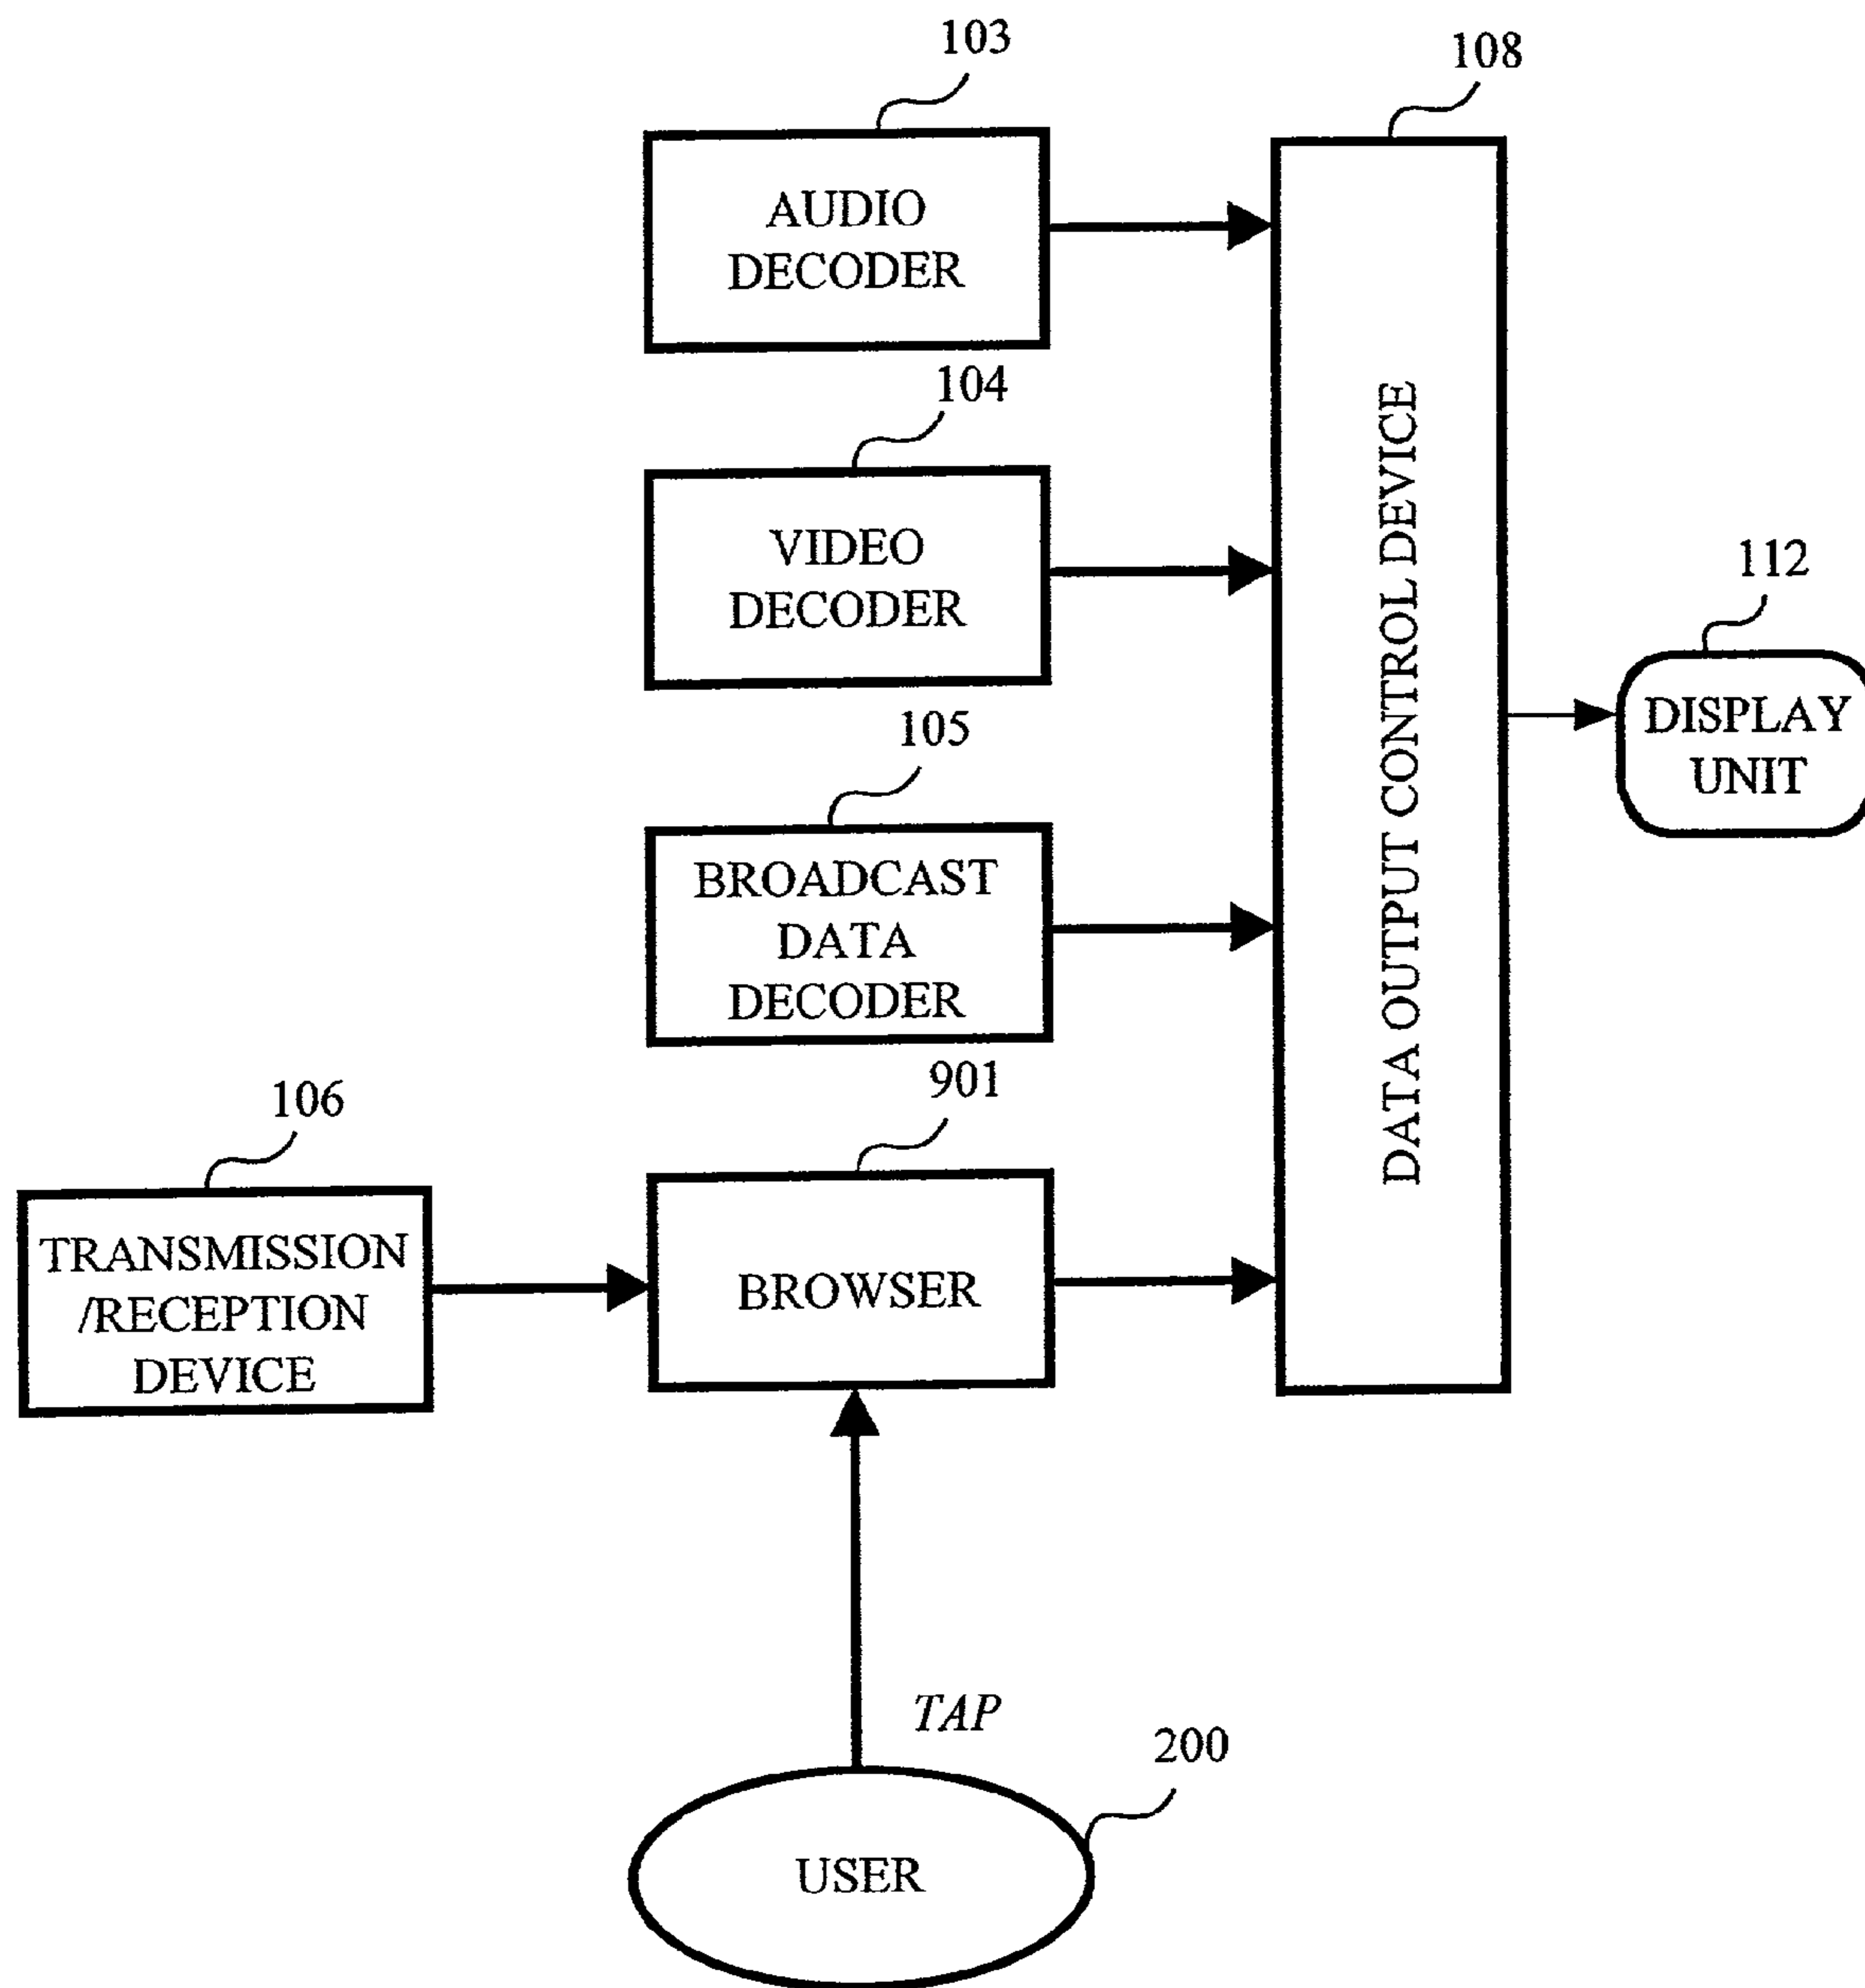 103
108
AUDIO
DECODER
104
VIDEO
DECODER
112
DISPLAY
UNIT
DATA OUTPUT CONTROL DEVICE
105
BROADCAST
DATA
DECODER
901
106
TRANSMISSION
/RECEPTION
DEVICE
BROWSER
TAP
200
USER